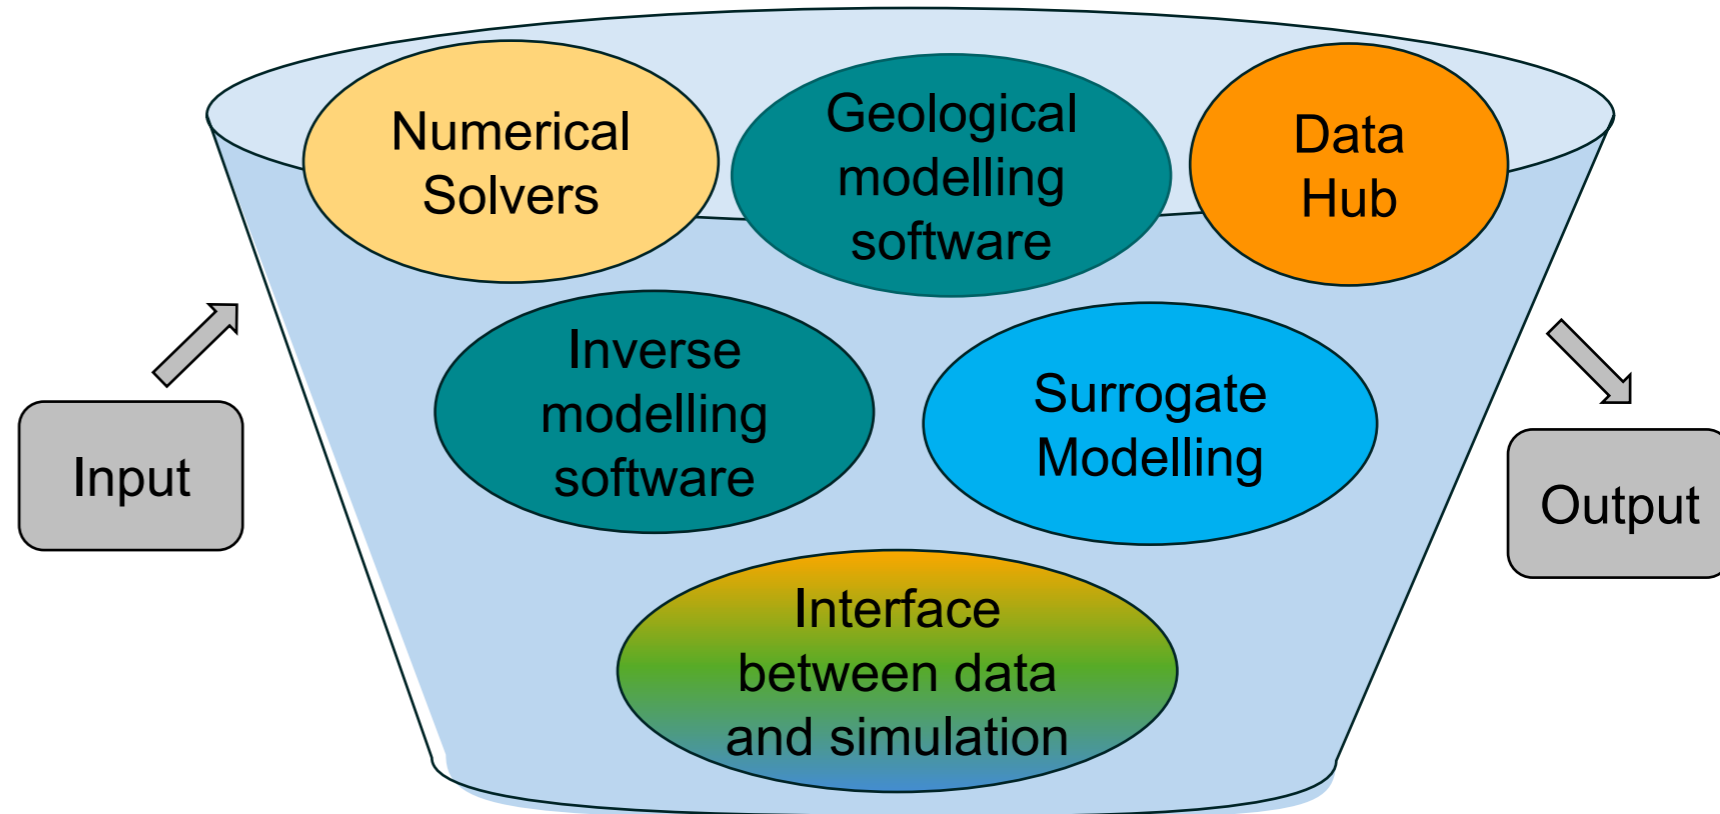 Numerical
Solvers
Geological
modelling
software
Data
Hub
Inverse
modelling
software
Surrogate
Modelling
Input
Output
Interface
between data
and simulation